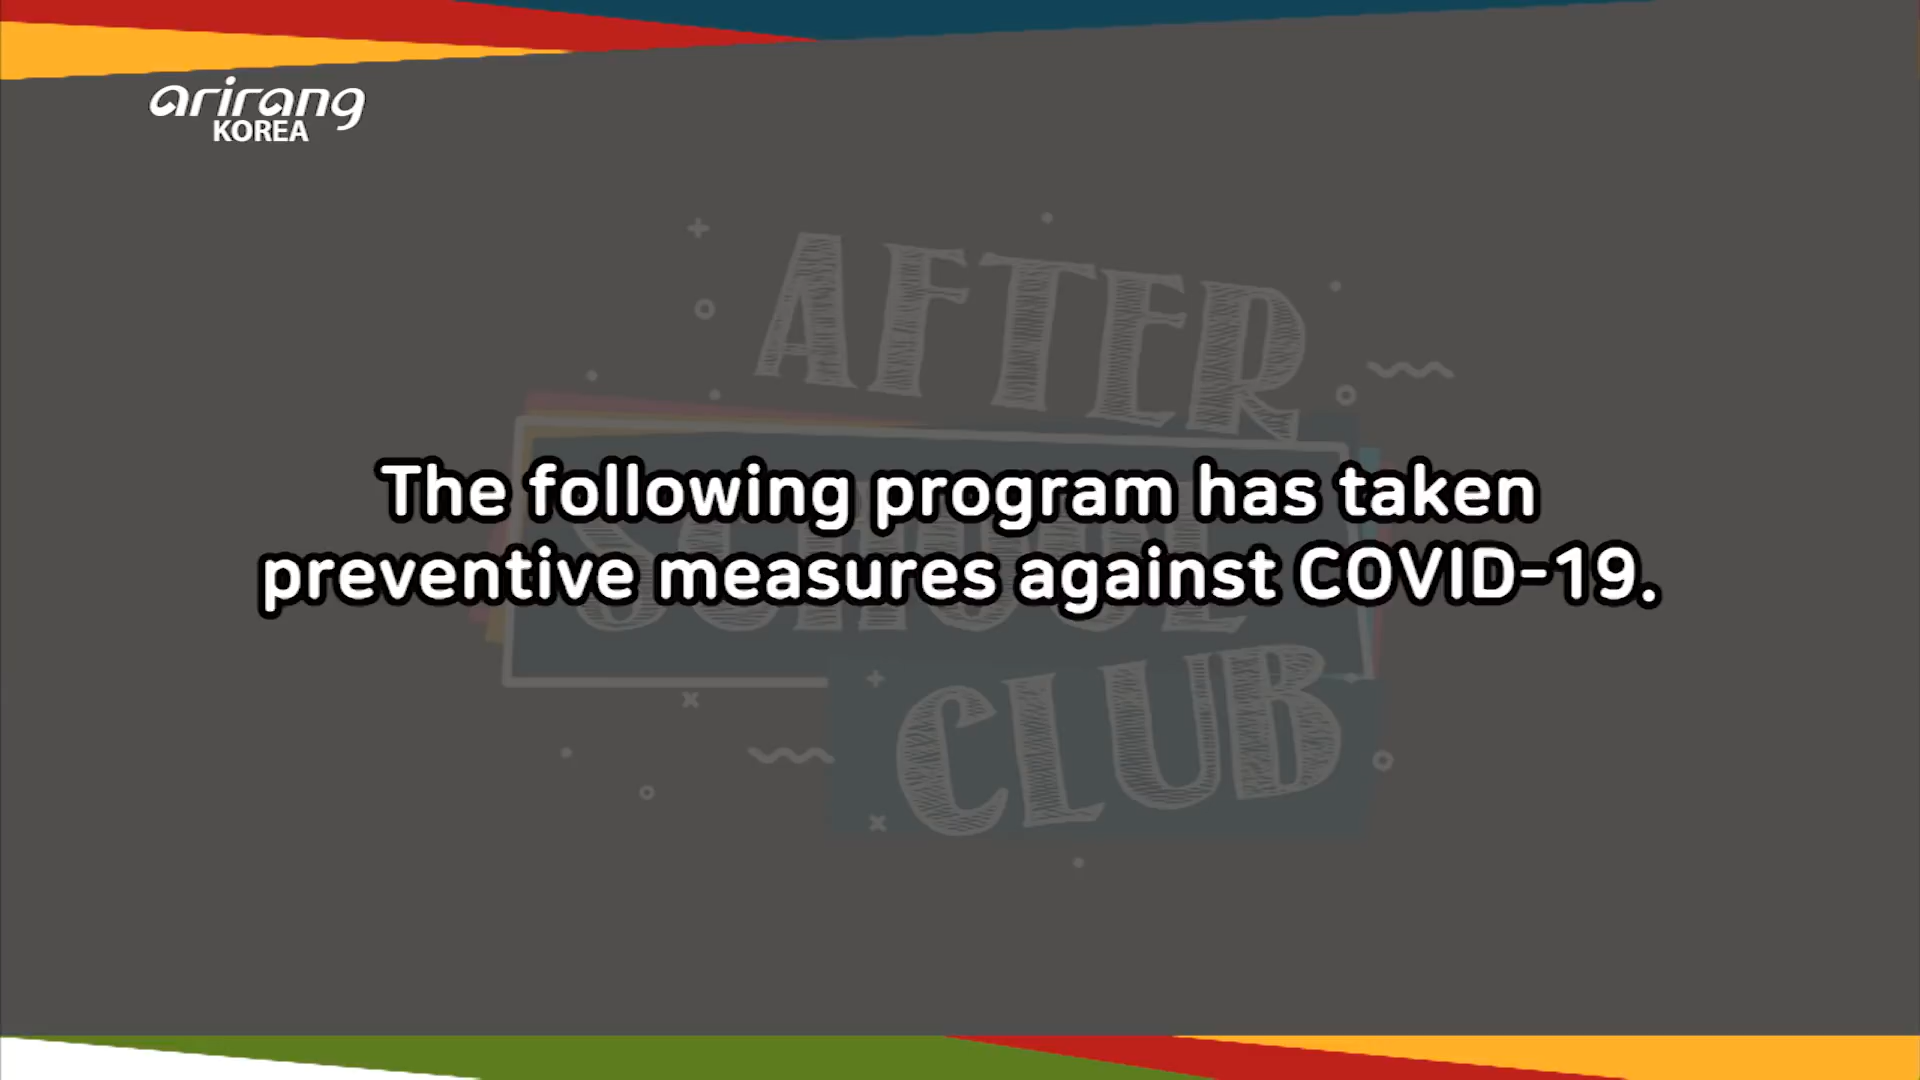 arirang
KOREA
AFTER
SCHOOL
CLUB
The following program has taken
preventive measures against COVID-19.